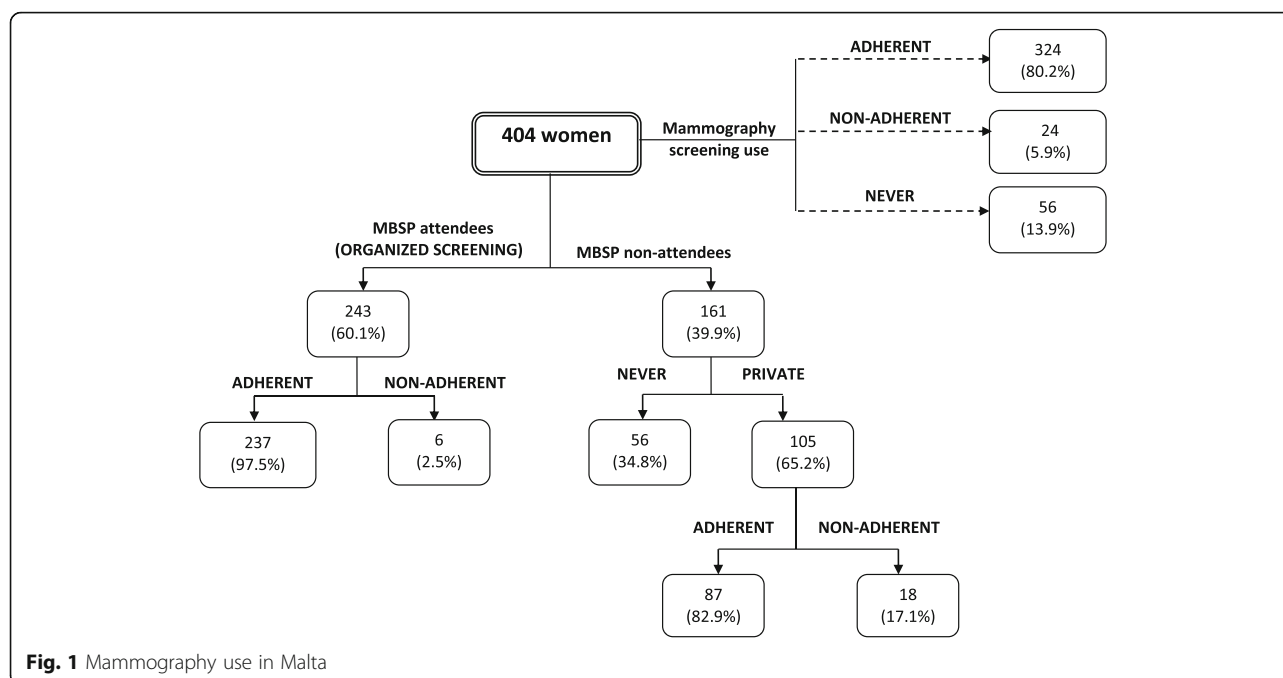 ADHERENT
324
(80.2%)
404 women
Mammography
screening use
NON-ADHERENT
24
(5.9%)
NEVER
56
(13.9%)
MBSP attendees
(ORGANIZED SCREENING)
MBSP non-attendees
243
(60.1%)
161
(39.9%)
ADHERENT
NON-ADHERENT
NEVER
PRIVATE
237
(97.5%)
6
(2.5%)
56
(34.8%)
105
(65.2%)
ADHERENT
NON-ADHERENT
87
(82.9%)
18
(17.1%)
Fig. 1 Mammography use in Malta